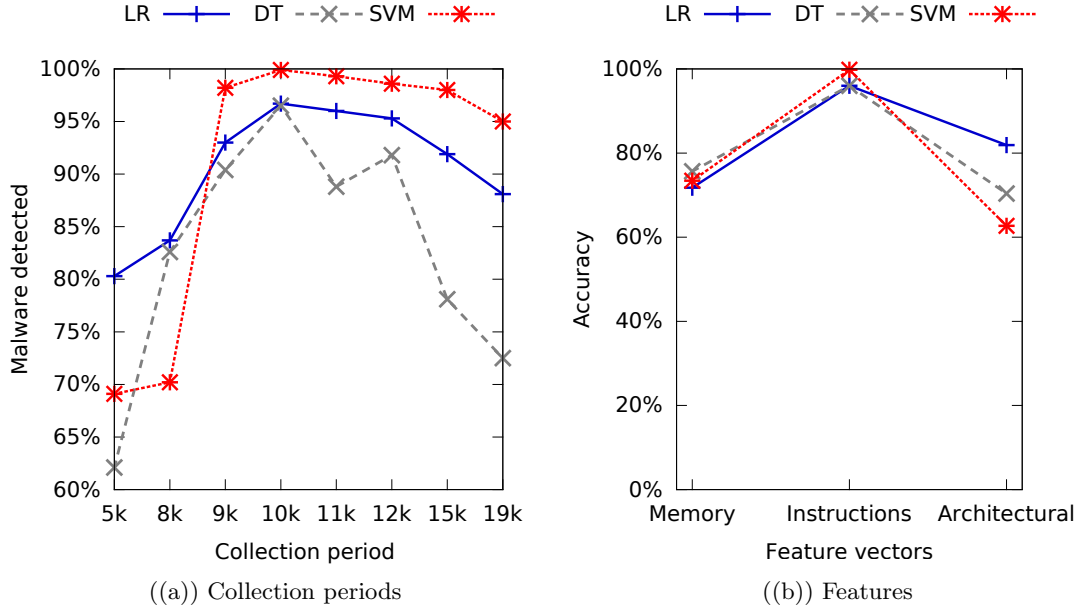 LR DT SVM
100%
95%
90%
85%
80%
75%
70%
65%
60%
Malware detected
5k 8k 9k 10k 11k 12k 15k 19k
Collection period
((a)) Collection periods
LR DT SVM
100%
80%
60%
40%
20%
0%
Accuracy
Memory Instructions Architectural
Feature vectors
((b)) Features